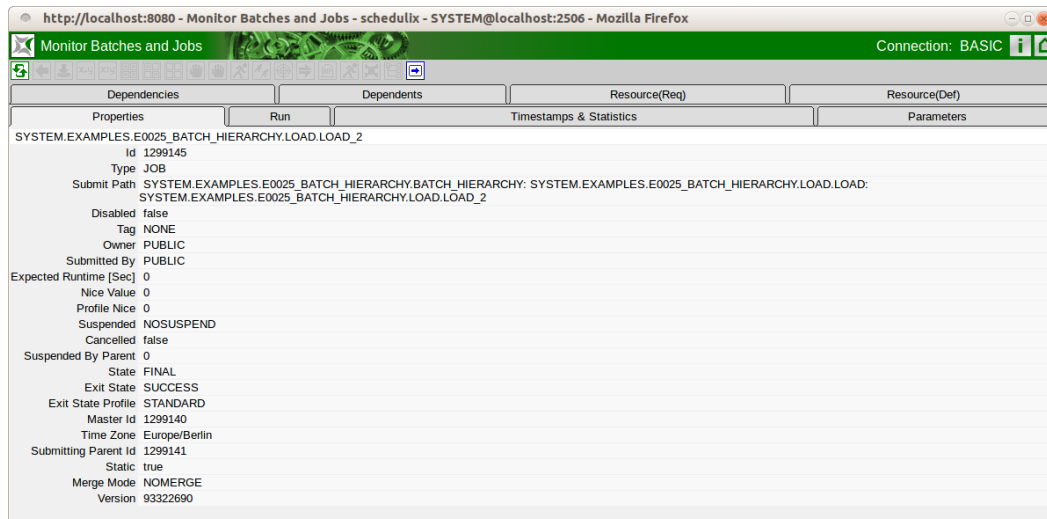 http://localhost:8080 - Monitor Batches and Jobs - schedulix - SYSTEM@localhost:2506 - Mozilla Firefox
Monitor Batches and Jobs
Connection: BASIC
Dependencies Dependents Resource(Req) Resource(Def)
Properties Run Timestamps & Statistics Parameters
SYSTEM.EXAMPLES.E0025_BATCH_HIERARCHY.LOAD.LOAD_2
Id 1299145
Type JOB
Submit Path SYSTEM.EXAMPLES.E0025_BATCH_HIERARCHY.BATCH_HIERARCHY: SYSTEM.EXAMPLES.E0025_BATCH_HIERARCHY.LOAD.LOAD:
SYSTEM.EXAMPLES.E0025_BATCH_HIERARCHY.LOAD.LOAD_2
Disabled false
Tag NONE
Owner PUBLIC
Submitted By PUBLIC
Expected Runtime [Sec] 0
Nice Value 0
Profile Nice 0
Suspended NOSUSPEND
Cancelled false
Suspended By Parent 0
State FINAL
Exit State SUCCESS
Exit State Profile STANDARD
Master Id 1299140
Time Zone Europe/Berlin
Submitting Parent Id 1299141
Static true
Merge Mode NOMERGE
Version 93322690